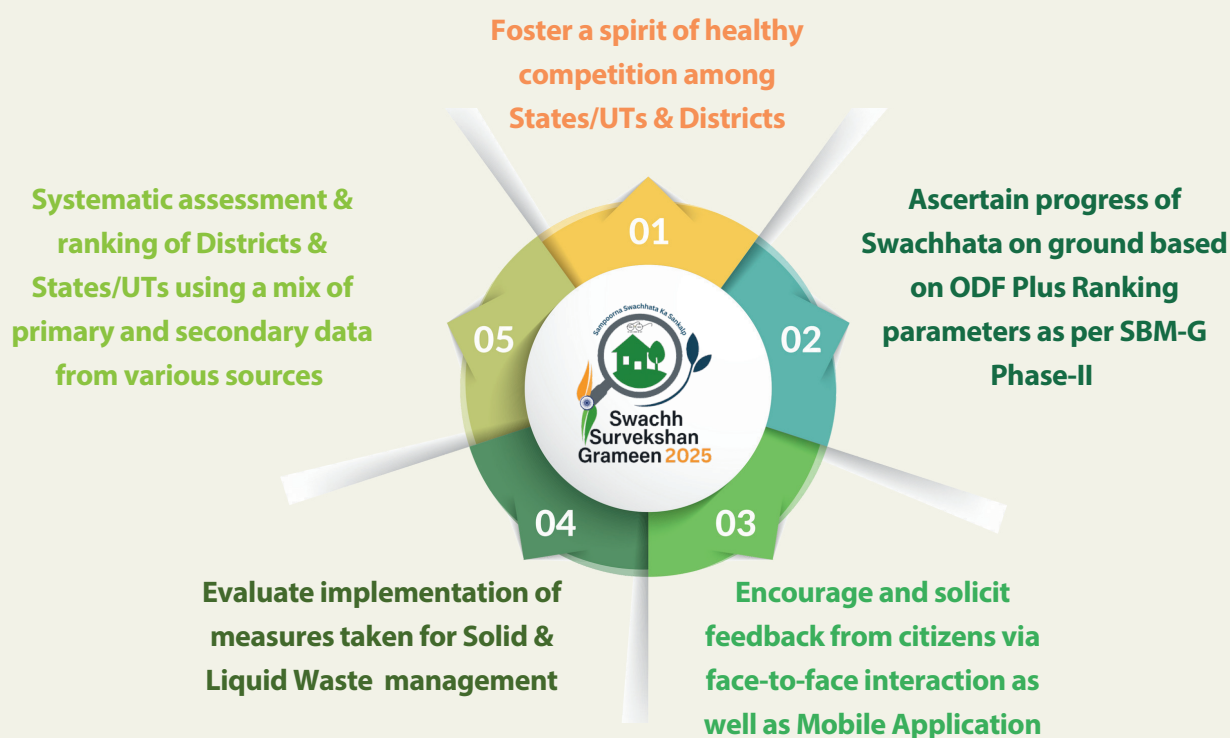 Foster a spirit of healthy
competition among
States/UTs & Districts
01
Ascertain progress of
Swachhata on ground based
on ODF Plus Ranking
parameters as per SBM-G
Phase-II
02
Encourage and solicit
feedback from citizens via
face-to-face interaction as
well as Mobile Application
03
Evaluate implementation of
measures taken for Solid &
Liquid Waste management
04
Systematic assessment &
ranking of Districts &
States/UTs using a mix of
primary and secondary data
from various sources
05
Sampoorna Swachhata Ka Sankalp
Swachh
Survekshan
Grameen 2025